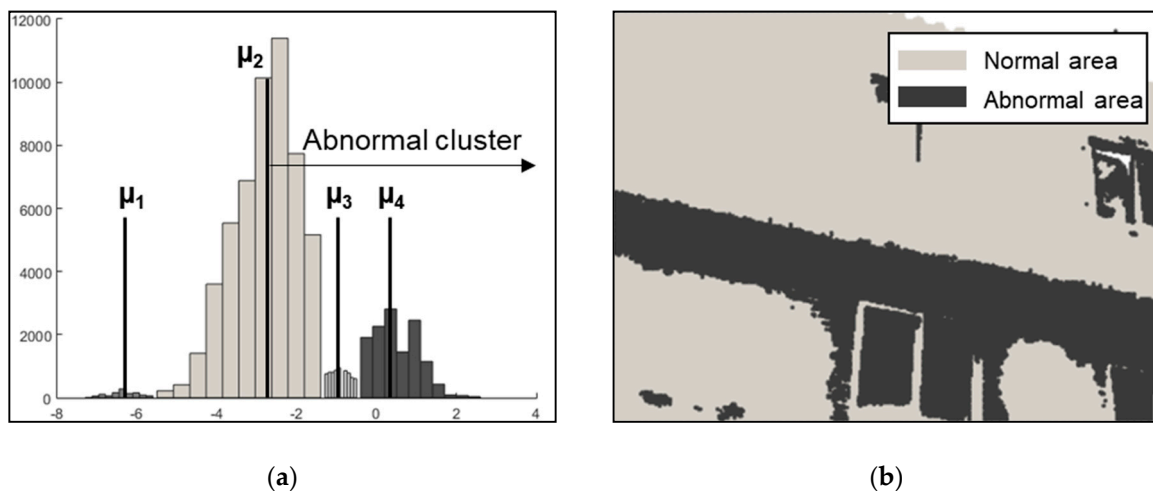 12000
10000
8000
6000
4000
2000
0
-8
-6
-4
-2
0
2
4
μ1
μ2
μ3
μ4
Abnormal cluster
Normal area
Abnormal area
(a)
(b)